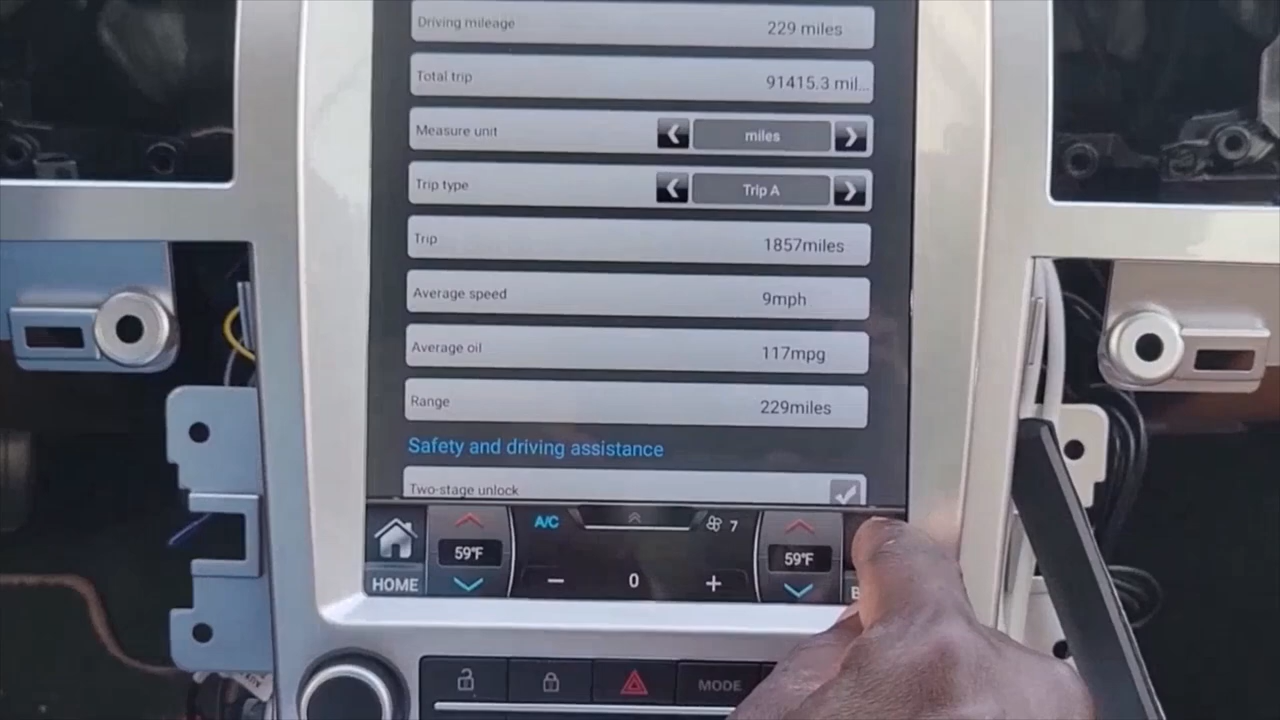 Driving mileage 229 miles
Total trip 91415.3 mil...
Measure unit miles
Trip type Trip A
Trip 1857miles
Average speed 9mph
Average oil 117mpg
Range 229miles
Safety and driving assistance
Two-stage unlock
A/C 7
59°F 59°F
HOME − 0 + B
MODE